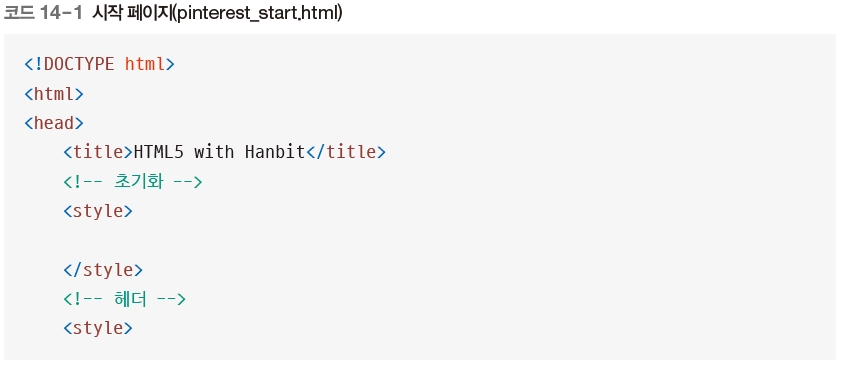 코드 14-1 시작 페이지(pinterest_start.html)
<!DOCTYPE html>
<html>
<head>
<title>HTML5 with Hanbit</title>
<!-- 초기화 -->
<style>
</style>
<!-- 헤더 -->
<style>